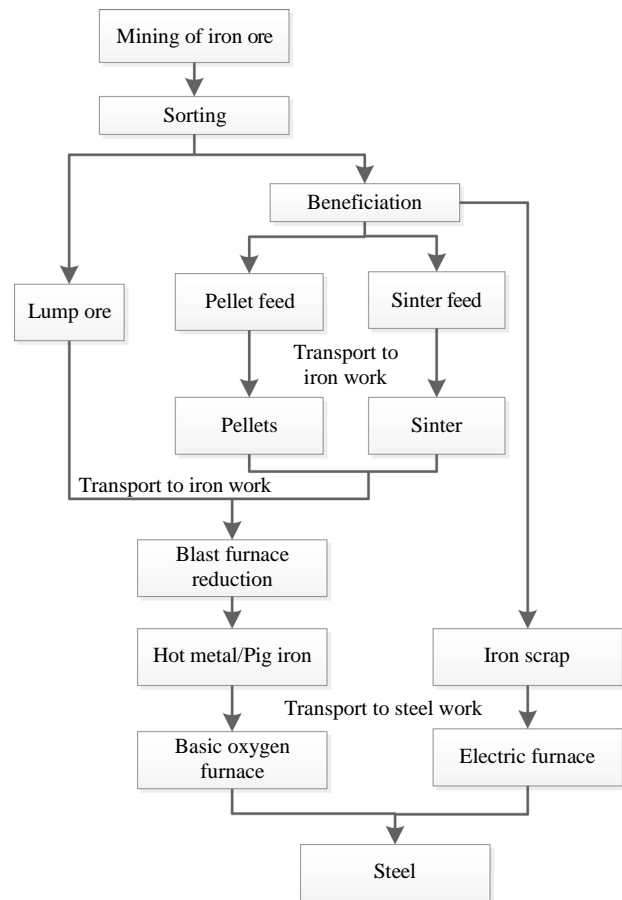 Mining of iron ore
Sorting
Beneficiation
Lump ore
Pellet feed
Sinter feed
Transport to
iron work
Pellets
Sinter
Transport to iron work
Blast furnace
reduction
Hot metal/Pig iron
Iron scrap
Transport to steel work
Basic oxygen
furnace
Electric furnace
Steel